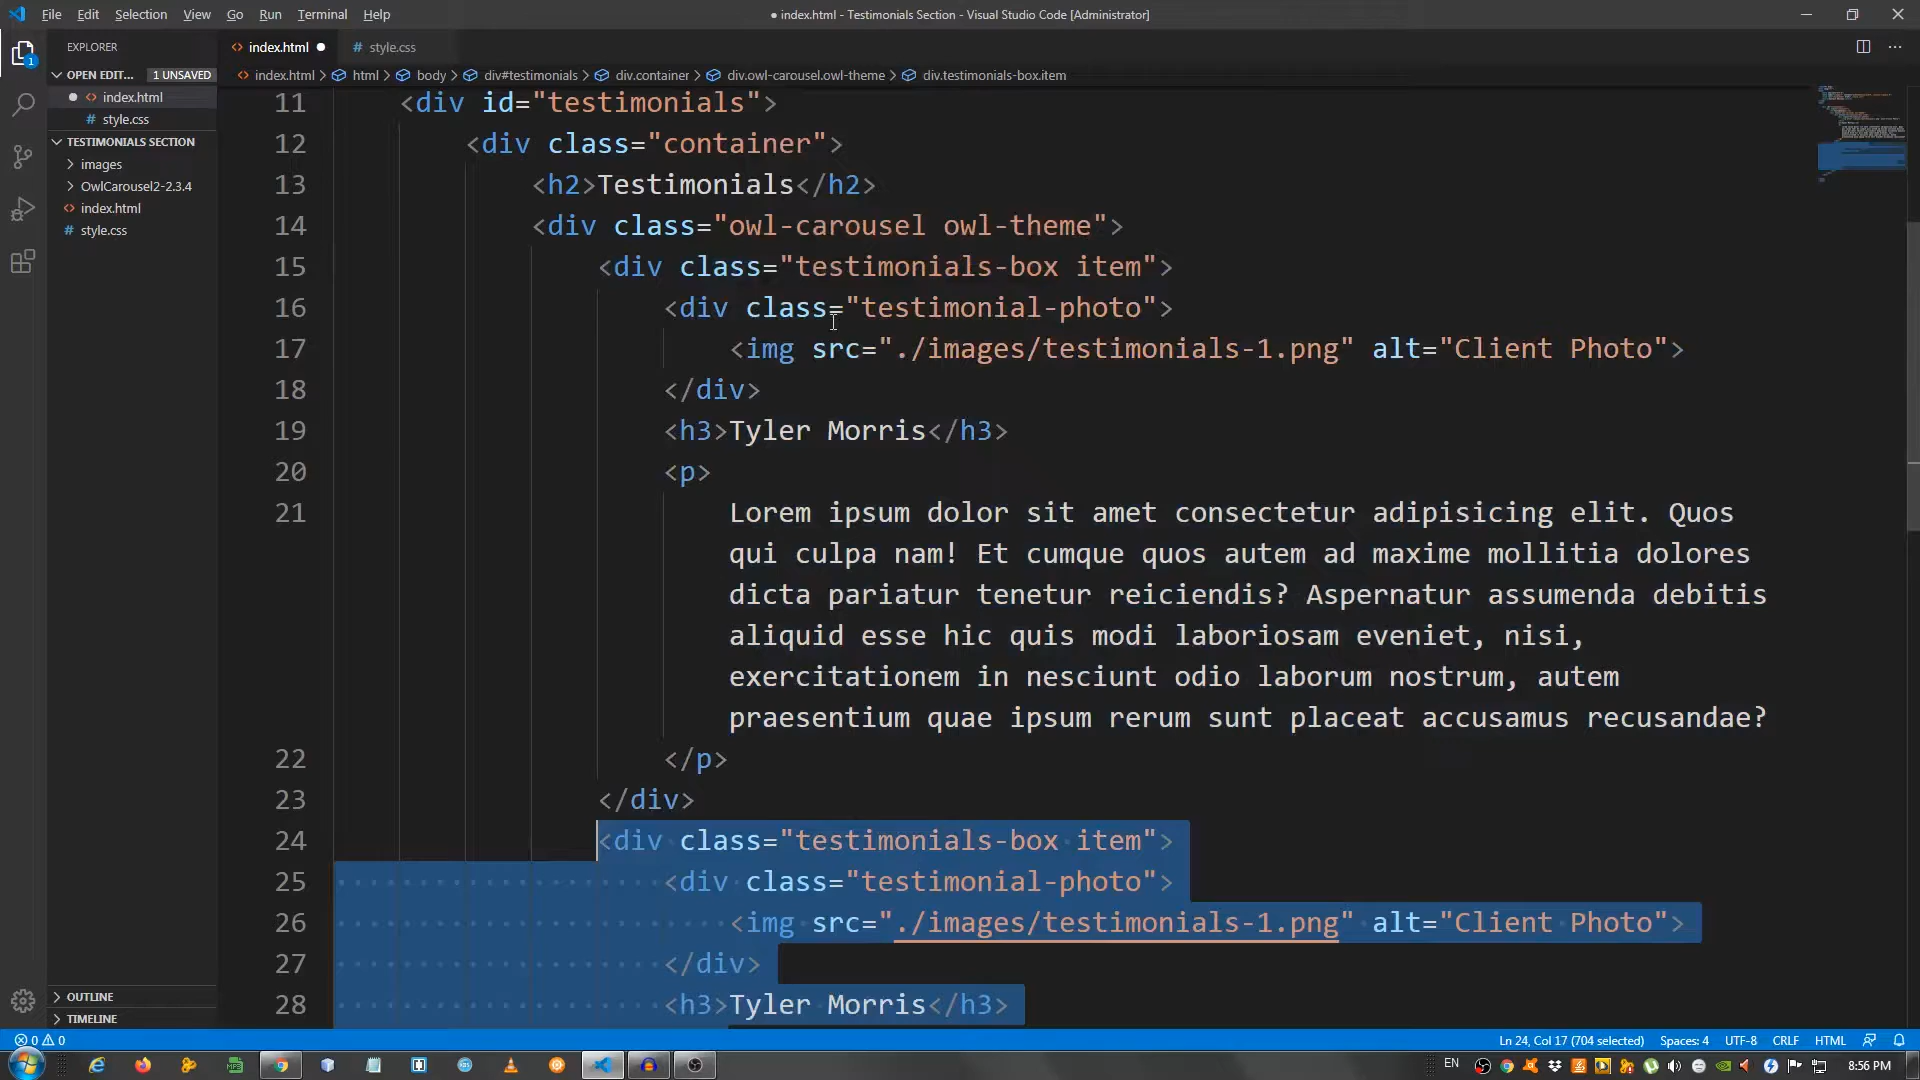 File Edit Selection View Go Run Terminal Help
● index.html - Testimonials Section - Visual Studio Code [Administrator]
EXPLORER
index.html ●
# style.css
OPEN EDIT... 1 UNSAVED
index.html > html > body > div#testimonials > div.container > div.owl-carousel.owl-theme > div.testimonials-box.item
● index.html
# style.css
TESTIMONIALS SECTION
> images
> OwlCarousel2-2.3.4
index.html
# style.css
11 <div id="testimonials">
12 <div class="container">
13 <h2>Testimonials</h2>
14 <div class="owl-carousel owl-theme">
15 <div class="testimonials-box item">
16 <div class="testimonial-photo">
17 <img src="./images/testimonials-1.png" alt="Client Photo">
18 </div>
19 <h3>Tyler Morris</h3>
20 <p>
21 Lorem ipsum dolor sit amet consectetur adipisicing elit. Quos
qui culpa nam! Et cumque quos autem ad maxime mollitia dolores
dicta pariatur tenetur reiciendis? Aspernatur assumenda debitis
aliquid esse hic quis modi laboriosam eveniet, nisi,
exercitationem in nesciunt odio laborum nostrum, autem
praesentium quae ipsum rerum sunt placeat accusamus recusandae?
22 </p>
23 </div>
24 <div class="testimonials-box item">
25 <div class="testimonial-photo">
26 <img src="./images/testimonials-1.png" alt="Client Photo">
27 </div>
28 <h3>Tyler Morris</h3>
> OUTLINE
> TIMELINE
0 0
Ln 24, Col 17 (704 selected) Spaces: 4 UTF-8 CRLF HTML
EN
8:56 PM